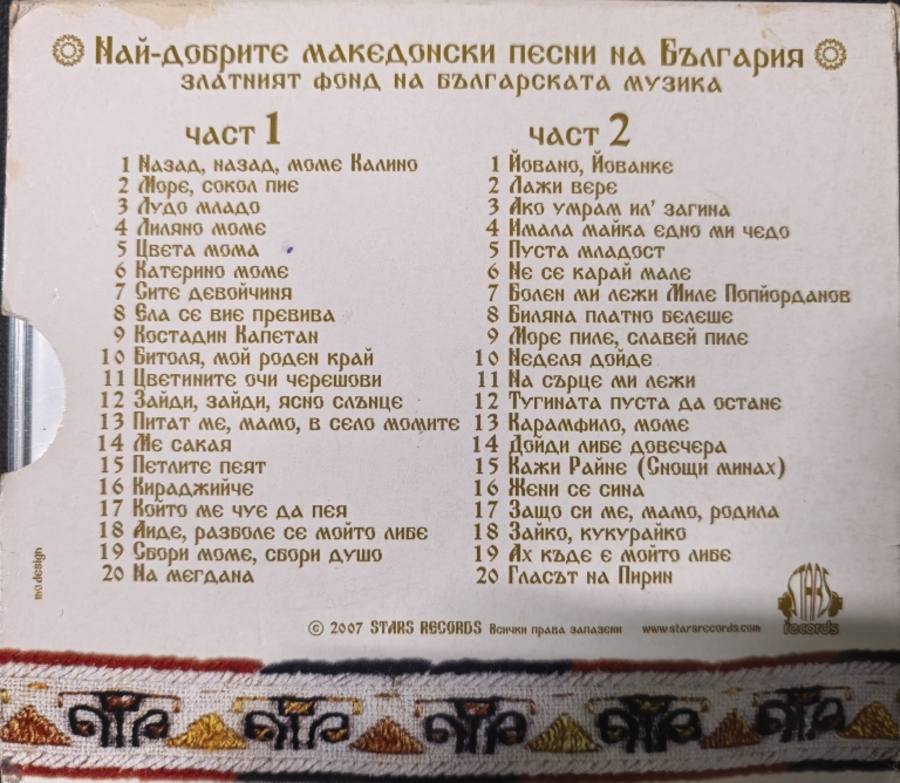 Най-добрите македонски песни на България
златният фонд на българската музика
част 1
1 Назад, назад, моме Калино
2 Море, сокол пие
3 Лудо младо
4 Лиляно моме
5 Цвета мома
6 Катерино моме
7 Сите девойчиня
8 Ела се вие превива
9 Костадин Капетан
10 Битоля, мой роден край
11 Цветините очи черешови
12 Зайди, зайди, ясно слънце
13 Питат ме, мамо, в село момите
14 Ме сакая
15 Петлите пеят
16 Кираджийче
17 Който ме чуе да пея
18 Аиде, разболе се мойто либе
19 Сбори моме, сбори душо
20 На мегдана
част 2
1 Йовано, Йованке
2 Лажи вере
3 Ако умрам ил' загина
4 Имала майка едно ми чедо
5 Пуста младост
6 Не се карай мале
7 Болен ми лежи Миле Попйорданов
8 Биляна платно белеше
9 Море пиле, славей пиле
10 Неделя дойде
11 На сърце ми лежи
12 Тугината пуста да остане
13 Карамфило, моме
14 Дойди либе довечера
15 Кажи Райне (Снощи минах)
16 Жени се сина
17 Защо си ме, мамо, родила
18 Зайко, кукурайко
19 Ах къде е мойто либе
20 Гласът на Пирин
mo.design
STARS
records
© 2007 STARS RECORDS Всички права запазени www.starsrecords.com